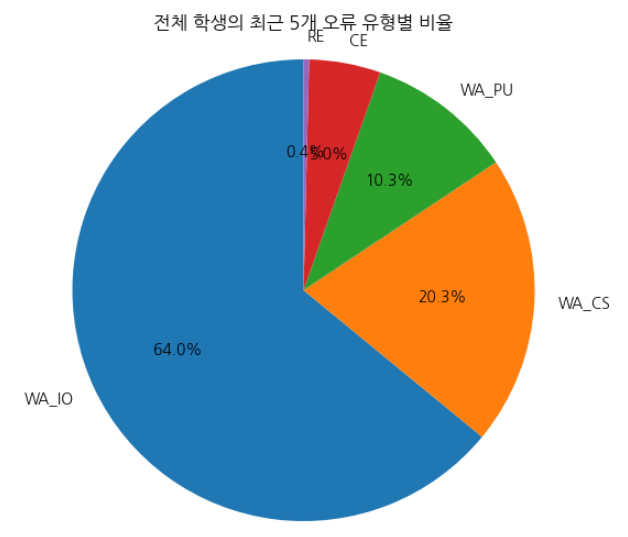 전체 학생의 최근 5개 오류 유형별 비율
RE
CE
WA_PU
0.4%
5.0%
10.3%
20.3%
WA_CS
64.0%
WA_IO